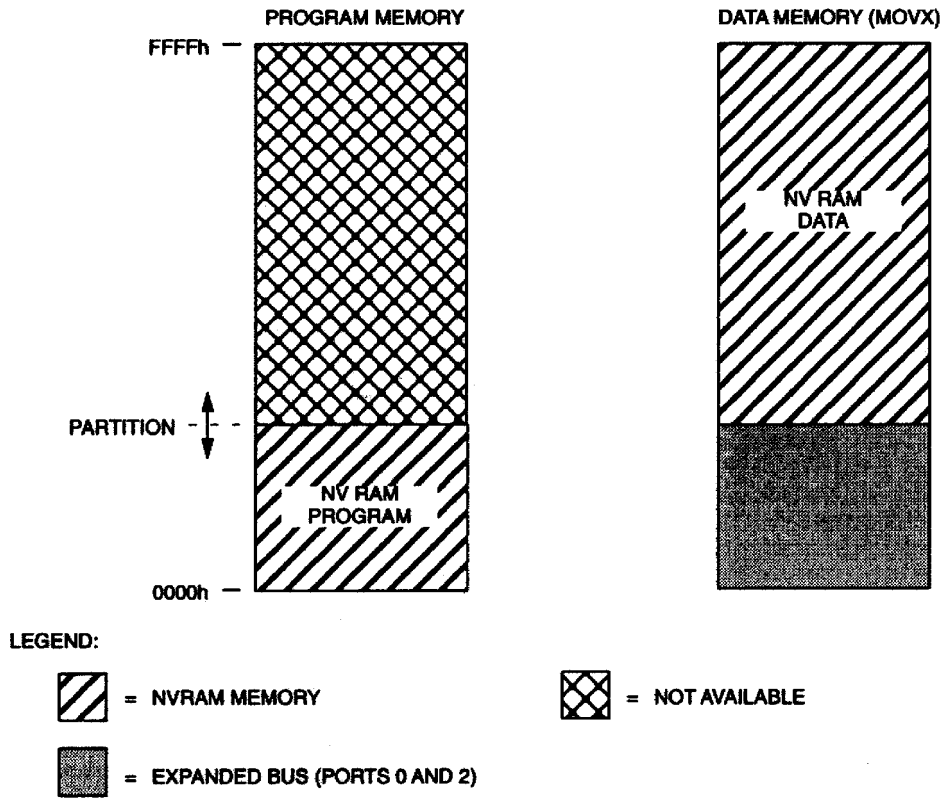 PROGRAM MEMORY
DATA MEMORY (MOVX)
FFFFh
NV RAM
DATA
PARTITION
NV RAM
PROGRAM
0000h
LEGEND:
= NVRAM MEMORY
= NOT AVAILABLE
= EXPANDED BUS (PORTS 0 AND 2)